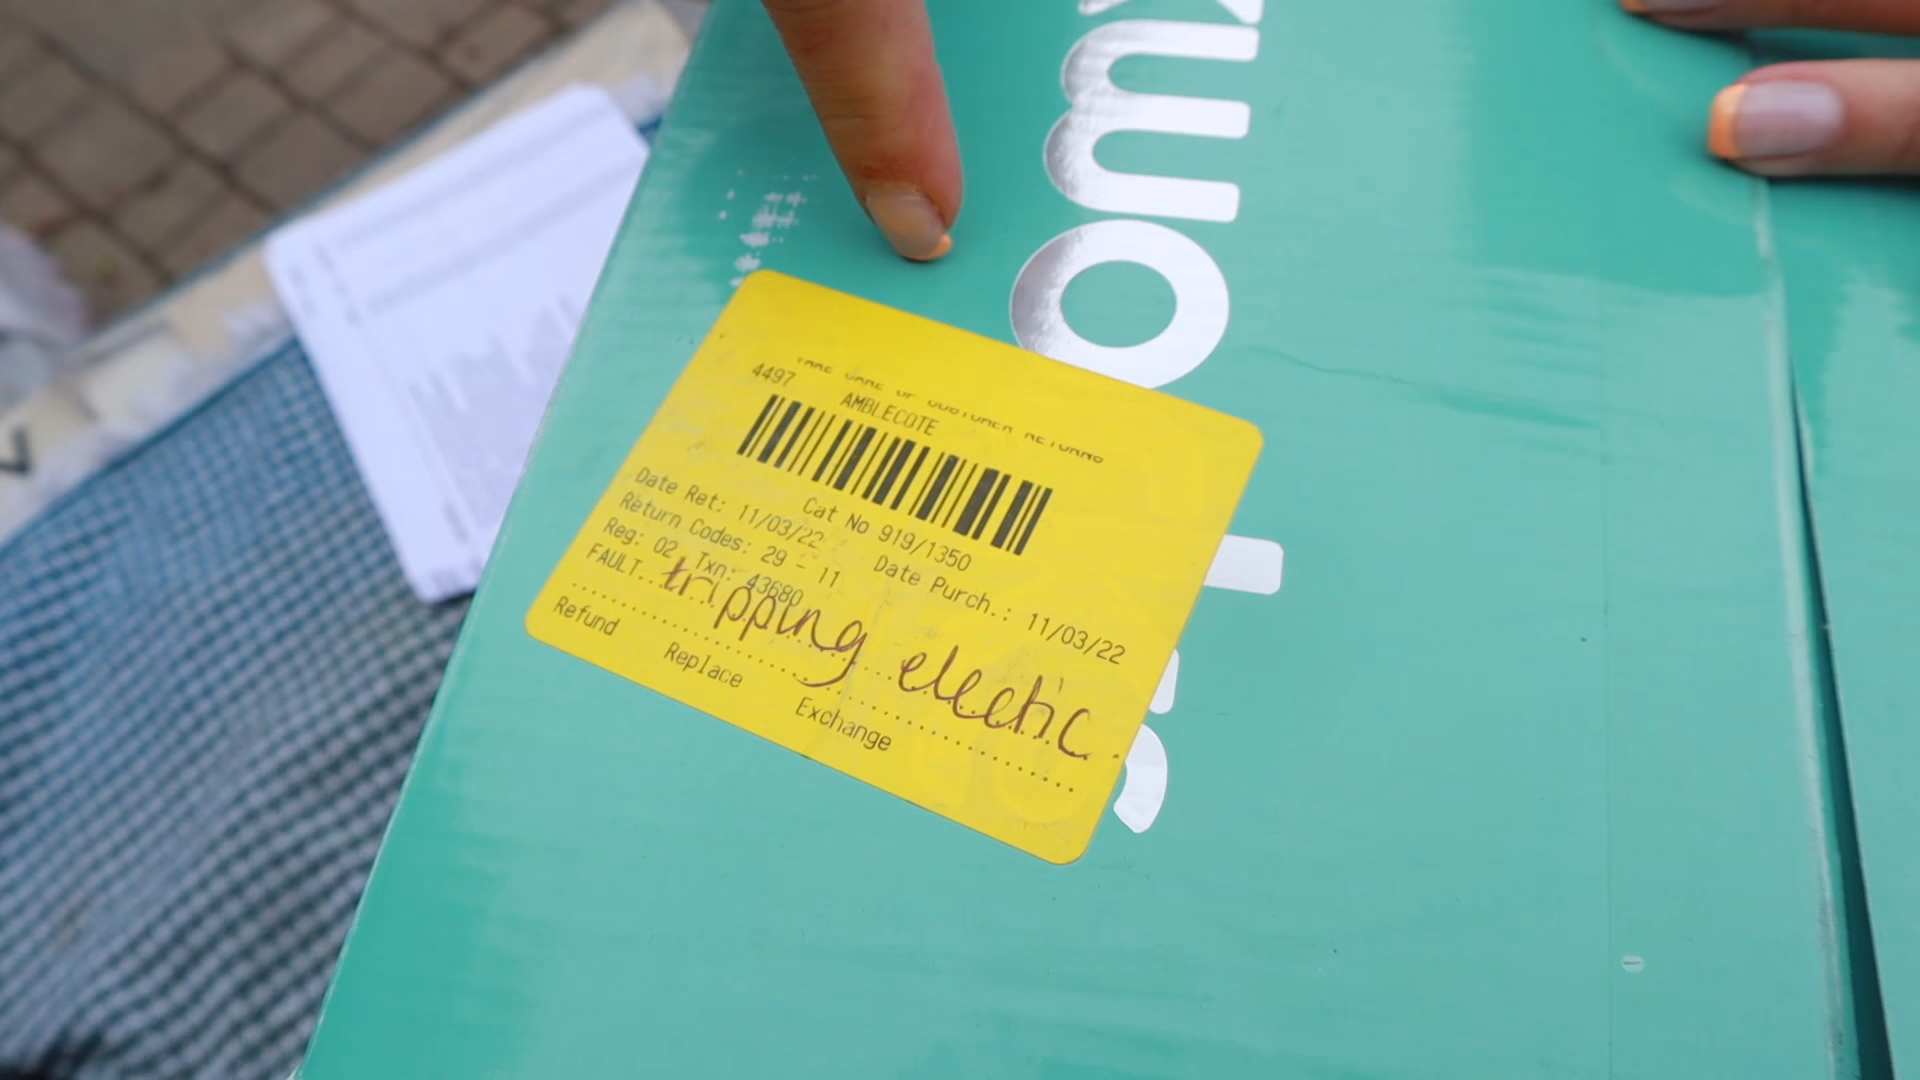 TAKE CARE OF CUSTOMER RETURNS
4497 AMBLECOTE
Cat No 919/1350
Date Ret: 11/03/22 Date Purch.: 11/03/22
Return Codes: 29 - 11
Reg: 02 Txn: 43680
FAULT... tripping electric
Refund Replace Exchange